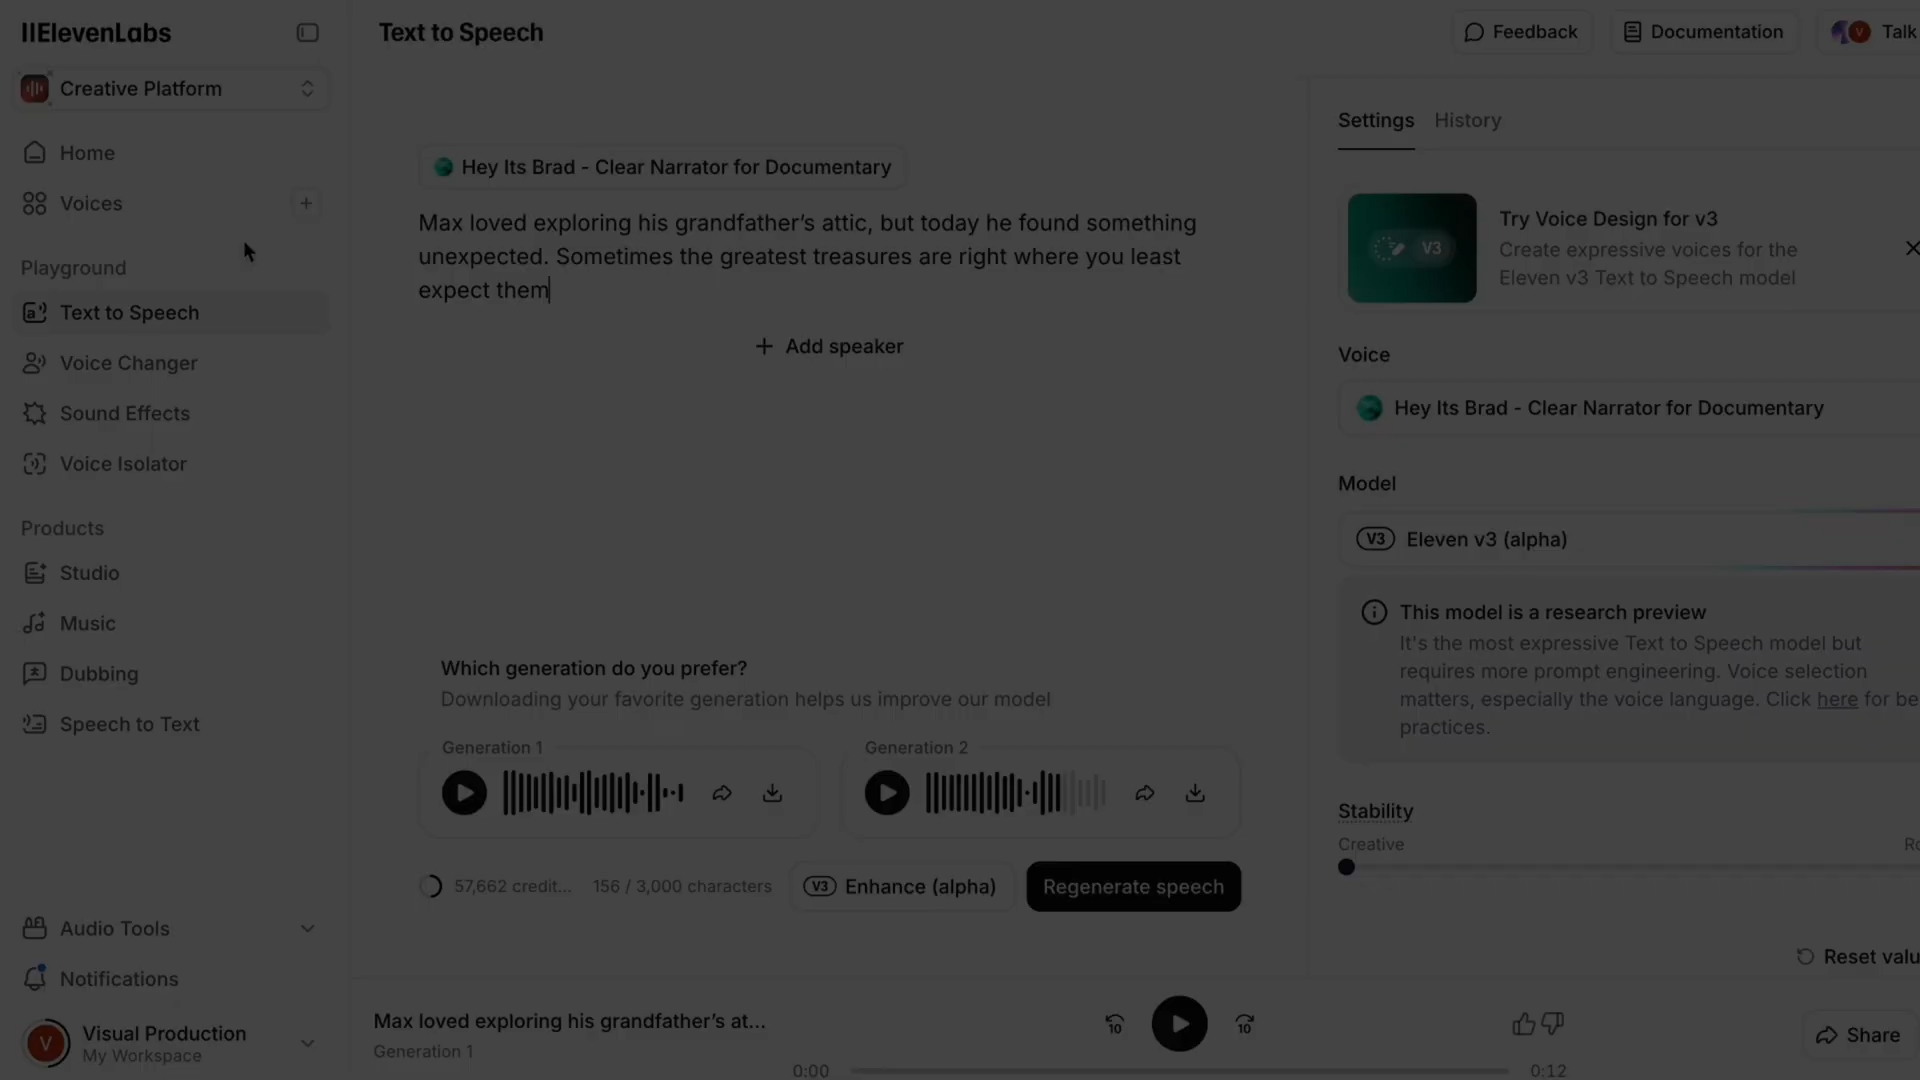 IIElevenLabs
Creative Platform
Home
Voices
Playground
Text to Speech
Voice Changer
Sound Effects
Voice Isolator
Products
Studio
Music
Dubbing
Speech to Text
Audio Tools
Notifications
V
Visual Production
My Workspace
Text to Speech
Feedback
Documentation
V
Talk
Hey Its Brad - Clear Narrator for Documentary
Max loved exploring his grandfather’s attic, but today he found something
unexpected. Sometimes the greatest treasures are right where you least
expect them
+ Add speaker
Which generation do you prefer?
Downloading your favorite generation helps us improve our model
Generation 1
Generation 2
57,662 credit...
156 / 3,000 characters
V3 Enhance (alpha)
Regenerate speech
Settings
History
V3
Try Voice Design for v3
Create expressive voices for the
Eleven v3 Text to Speech model
Voice
Hey Its Brad - Clear Narrator for Documentary
Model
V3 Eleven v3 (alpha)
This model is a research preview
It's the most expressive Text to Speech model but
requires more prompt engineering. Voice selection
matters, especially the voice language. Click here for be
practices.
Stability
Creative
Ro
Reset valu
Max loved exploring his grandfather’s at...
Generation 1
10
10
0:00
0:12
Share